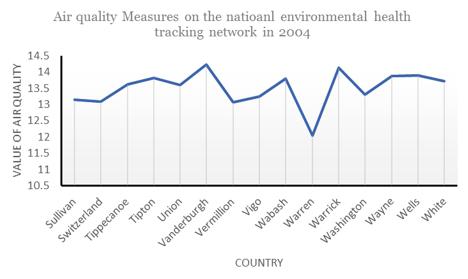 Air quality Measures on the natioanl environmental health
tracking network in 2004
VALUE OF AIR QUALITY
14.5
14
13.5
13
12.5
12
11.5
11
10.5
Sullivan
Switzerland
Tippecanoe
Tipton
Union
Vanderburgh
Vermillion
Vigo
Wabash
Warren
Warrick
Washington
Wayne
Wells
White
COUNTRY